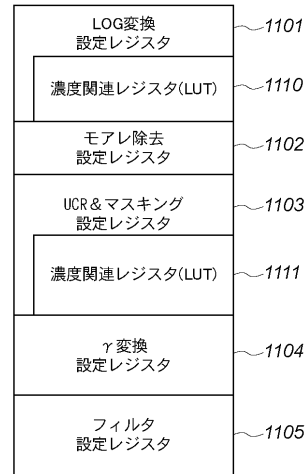 LOG変換
設定レジスタ
1101
濃度関連レジスタ(LUT)
1110
モアレ除去
設定レジスタ
1102
UCR＆マスキング
設定レジスタ
1103
濃度関連レジスタ(LUT)
1111
γ変換
設定レジスタ
1104
フィルタ
設定レジスタ
1105